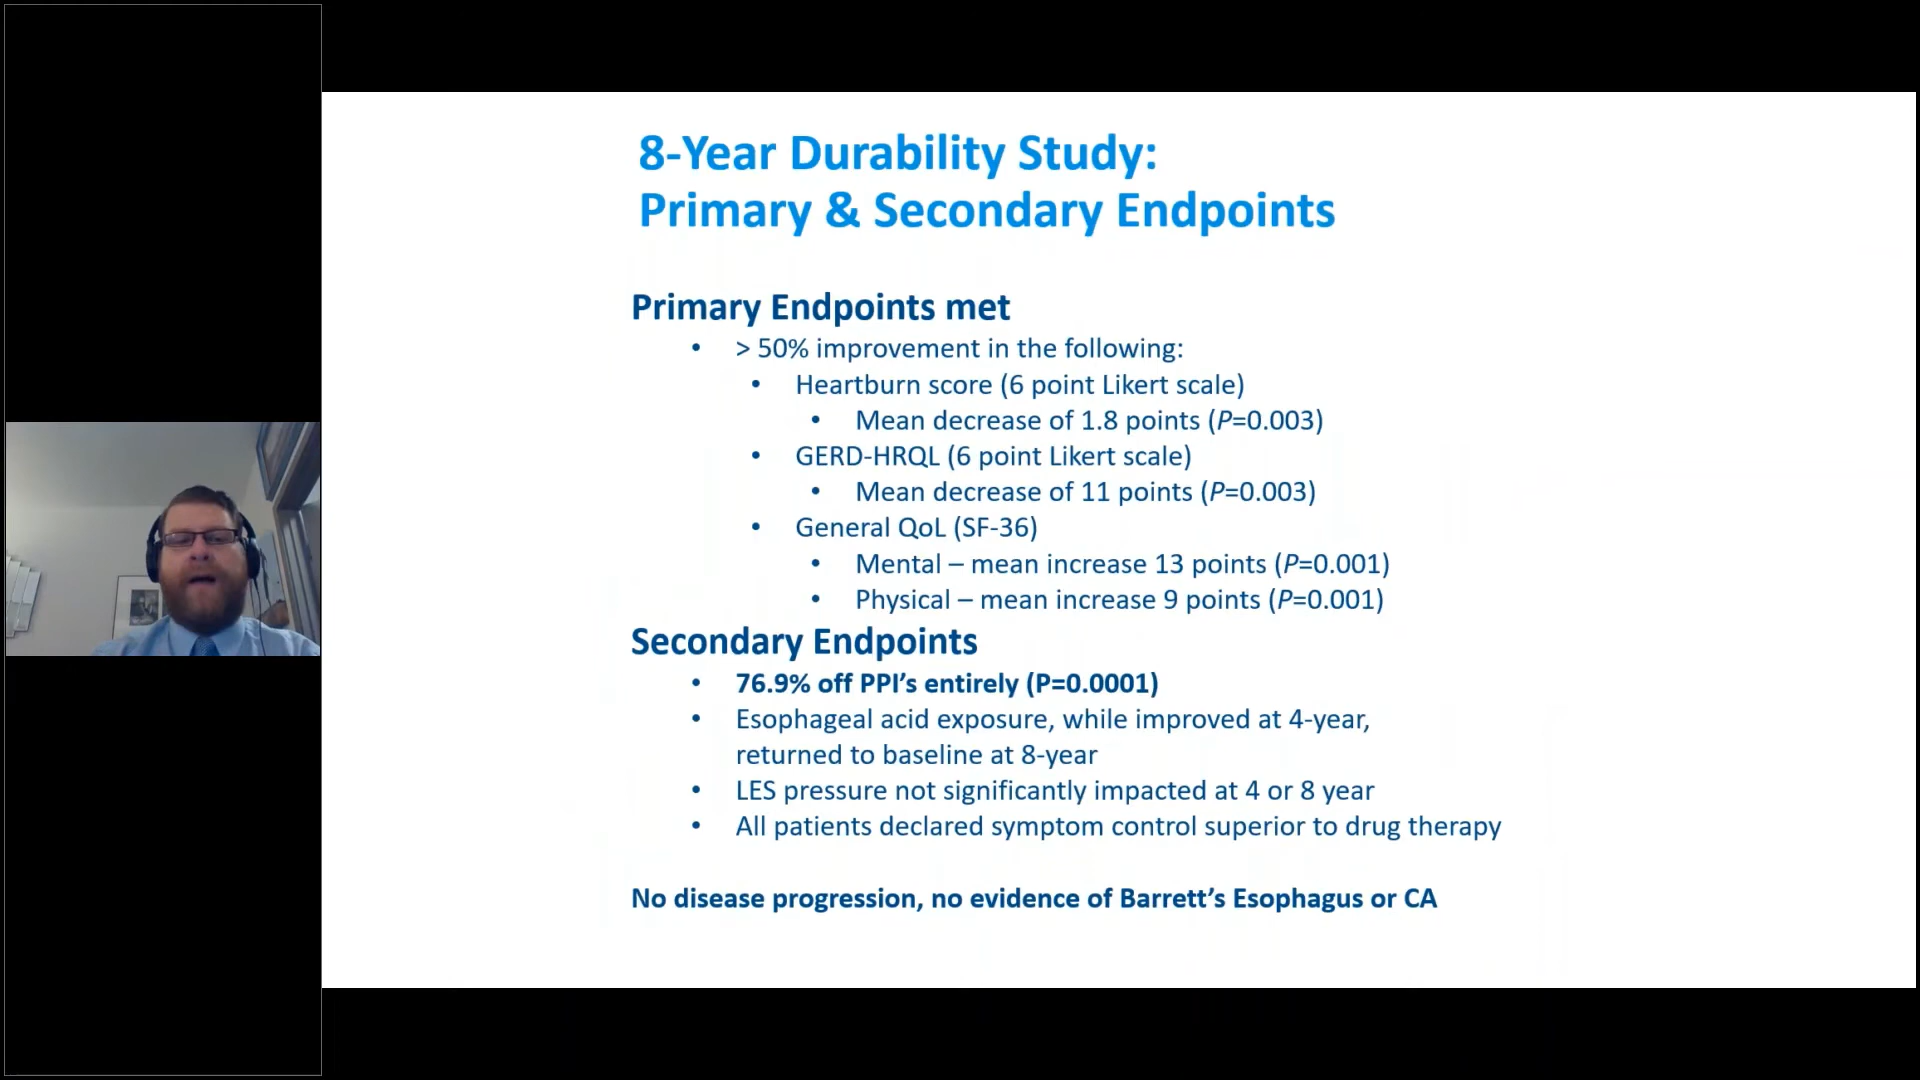 8-Year Durability Study:
Primary & Secondary Endpoints
Primary Endpoints met
• > 50% improvement in the following:
• Heartburn score (6 point Likert scale)
• Mean decrease of 1.8 points (P=0.003)
• GERD-HRQL (6 point Likert scale)
• Mean decrease of 11 points (P=0.003)
• General QoL (SF-36)
• Mental – mean increase 13 points (P=0.001)
• Physical – mean increase 9 points (P=0.001)
Secondary Endpoints
• 76.9% off PPI’s entirely (P=0.0001)
• Esophageal acid exposure, while improved at 4-year,
returned to baseline at 8-year
• LES pressure not significantly impacted at 4 or 8 year
• All patients declared symptom control superior to drug therapy
No disease progression, no evidence of Barrett’s Esophagus or CA